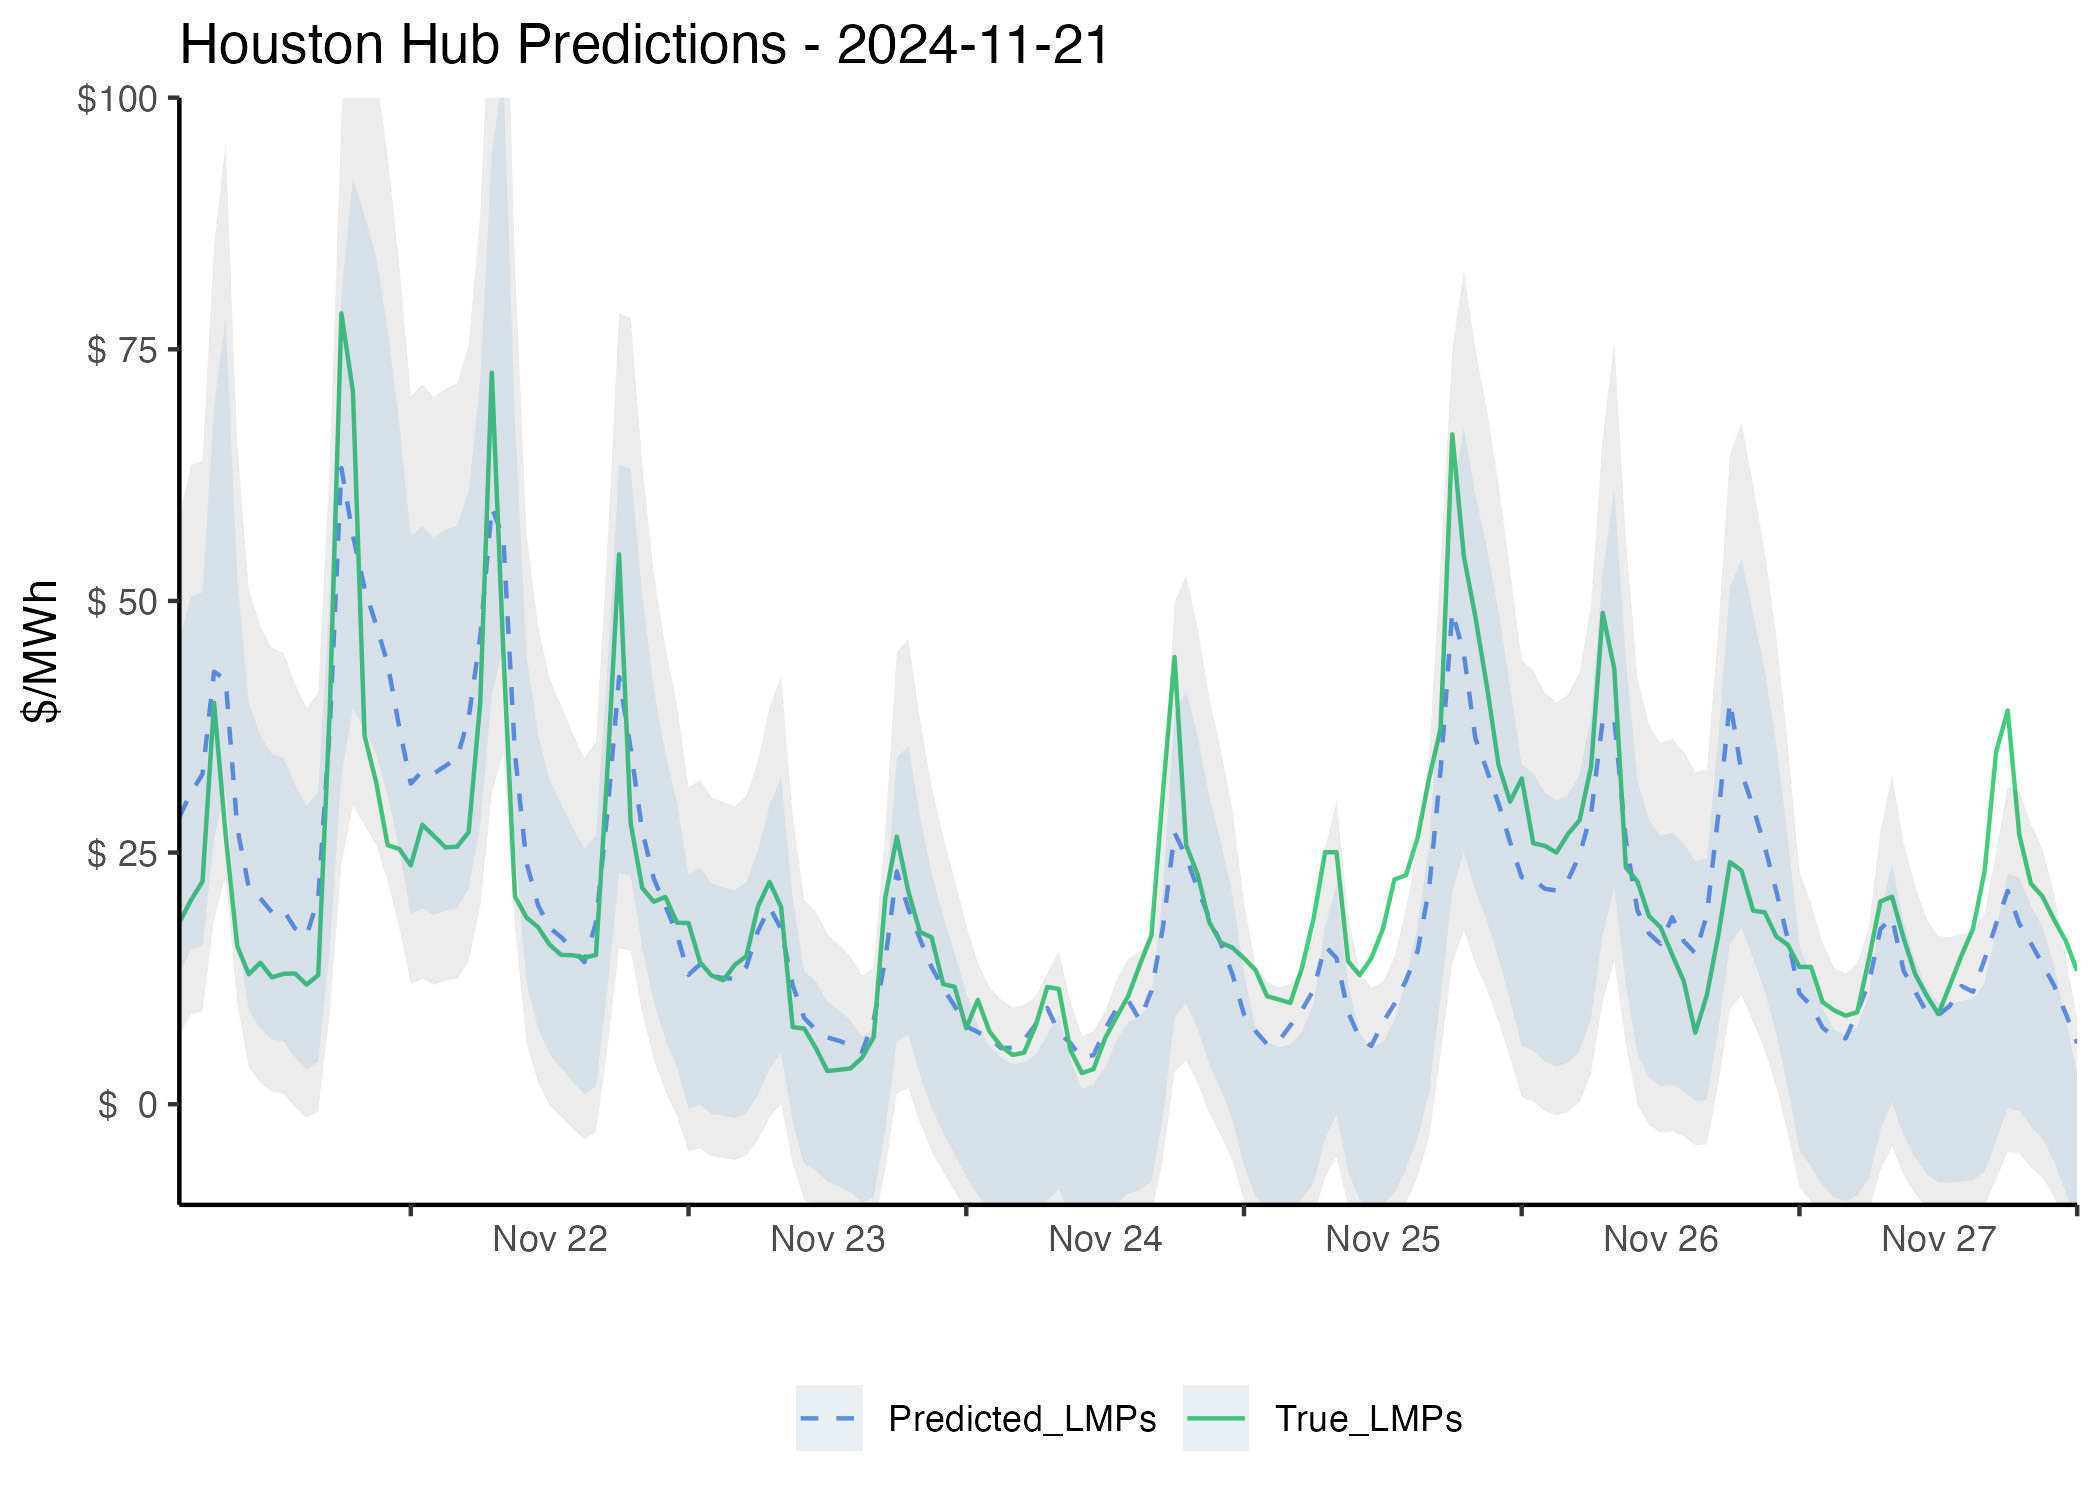 Houston Hub Predictions - 2024-11-21
$100
$ 75
$ 50
$ 25
$ 0
$/MWh
Nov 22 Nov 23 Nov 24 Nov 25 Nov 26 Nov 27
Predicted_LMPs True_LMPs